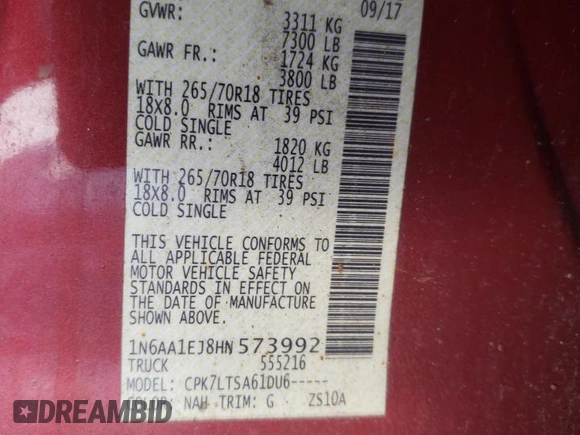 09/17
GVWR: 3311 KG
7300 LB
GAWR FR.: 1724 KG
3800 LB
WITH 265/70R18 TIRES
18X8.0 RIMS AT 39 PSI
COLD SINGLE
GAWR RR.: 1820 KG
4012 LB
WITH 265/70R18 TIRES
18X8.0 RIMS AT 39 PSI
COLD SINGLE
THIS VEHICLE CONFORMS TO
ALL APPLICABLE FEDERAL
MOTOR VEHICLE SAFETY
STANDARDS IN EFFECT ON
THE DATE OF MANUFACTURE
SHOWN ABOVE.
1N6AA1EJ8HN573992
TRUCK 555216
MODEL: CPK7LTSA61DU6-----
COLOR: NAH TRIM: G ZS10A
DREAMBID